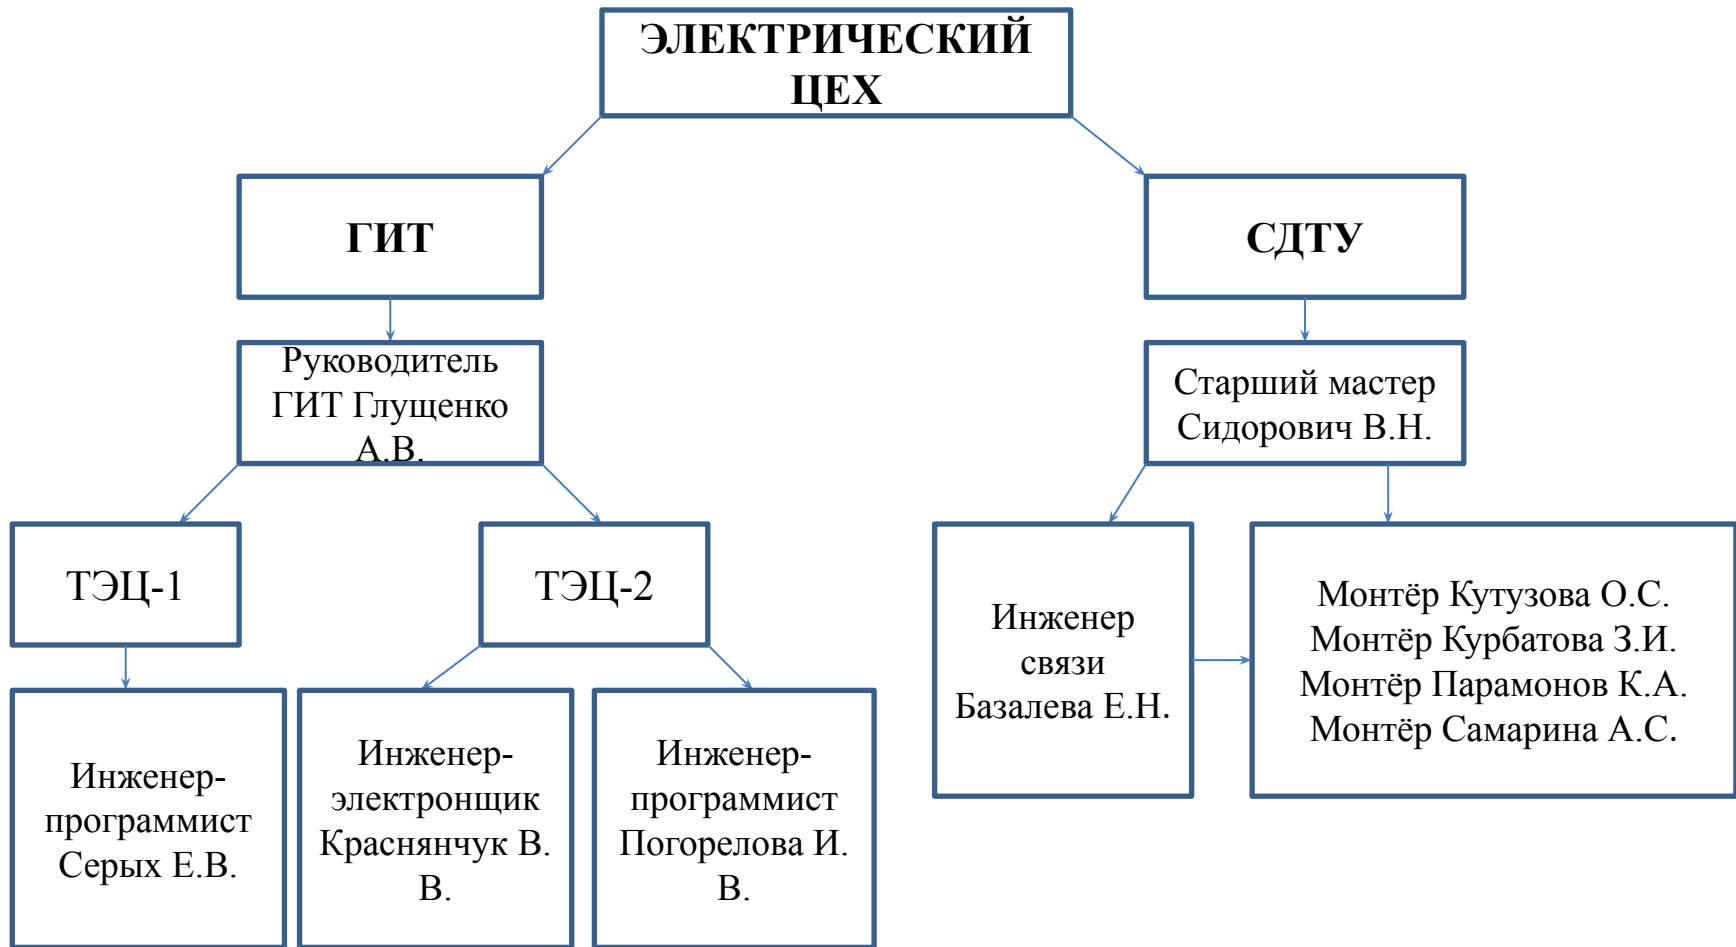 ЭЛЕКТРИЧЕСКИЙ
ЦЕХ
ГИТ
СДТУ
Руководитель
ГИТ Глущенко
А.В.
Старший мастер
Сидорович В.Н.
ТЭЦ-1
ТЭЦ-2
Инженер
связи
Базалева Е.Н.
Монтёр Кутузова О.С.
Монтёр Курбатова З.И.
Монтёр Парамонов К.А.
Монтёр Самарина А.С.
Инженер-
программист
Серых Е.В.
Инженер-
электронщик
Краснянчук В.
В.
Инженер-
программист
Погорелова И.
В.